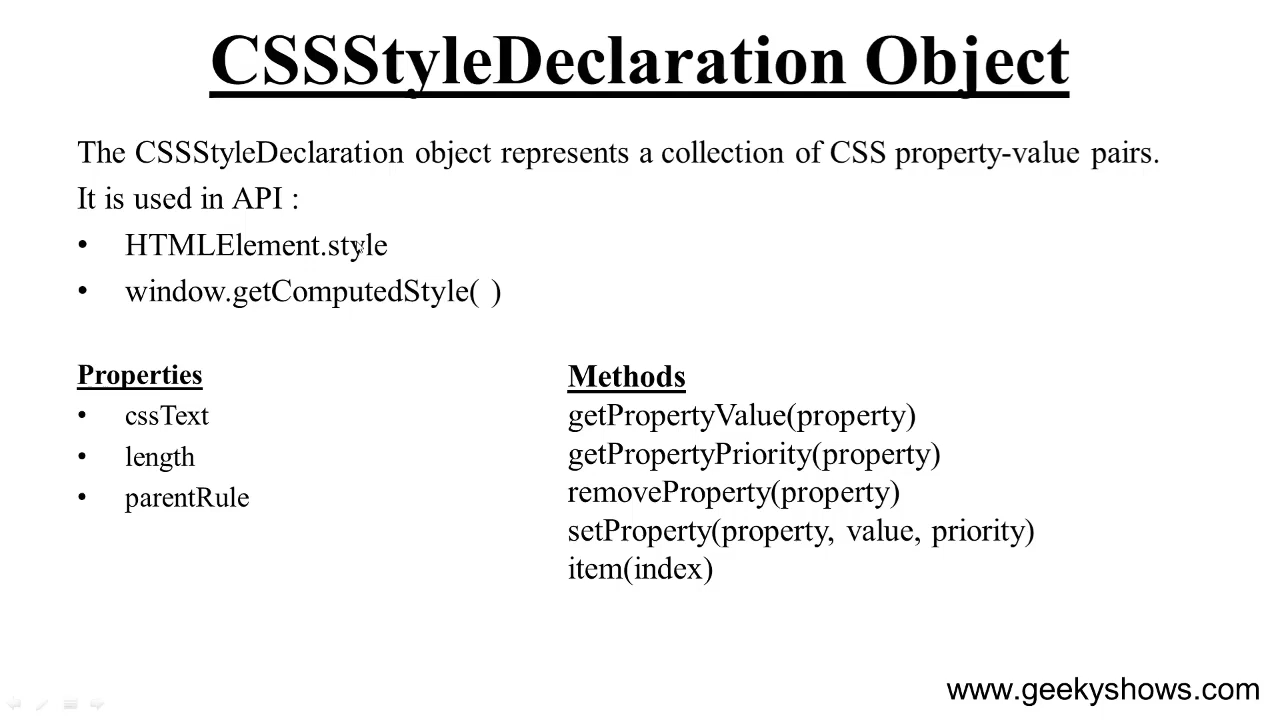 CSSStyleDeclaration Object
The CSSStyleDeclaration object represents a collection of CSS property-value pairs.
It is used in API :
• HTMLElement.style
• window.getComputedStyle( )
Properties
• cssText
• length
• parentRule
Methods
getPropertyValue(property)
getPropertyPriority(property)
removeProperty(property)
setProperty(property, value, priority)
item(index)
www.geekyshows.com